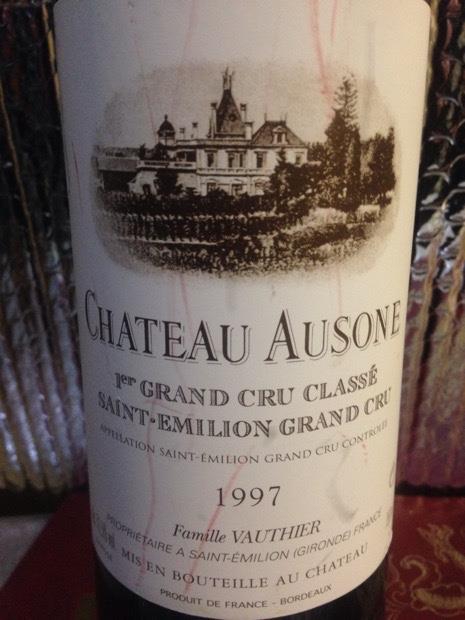 CHATEAU AUSONE
1er GRAND CRU CLASSÉ
SAINT-EMILION GRAND CRU
APPELLATION SAINT-ÉMILION GRAND CRU CONTROLÉE
1997
Famille VAUTHIER
PROPRIÉTAIRE A SAINT-ÉMILION (GIRONDE) FRANCE
MIS EN BOUTEILLE AU CHATEAU
PRODUIT DE FRANCE - BORDEAUX